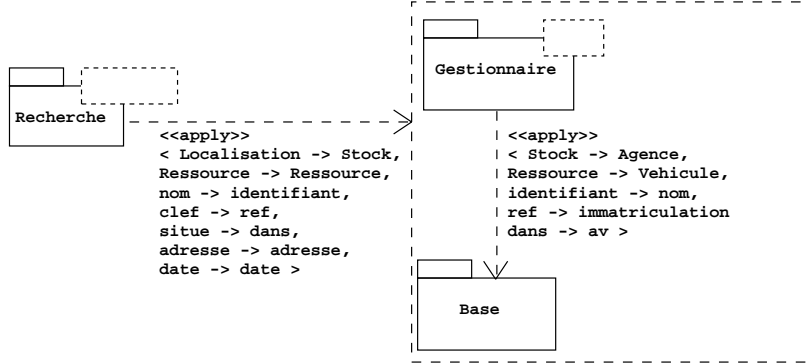 Gestionnaire
Recherche
<<apply>>
< Localisation -> Stock,
Ressource -> Ressource,
nom -> identifiant,
clef -> ref,
situe -> dans,
adresse -> adresse,
date -> date >
<<apply>>
< Stock -> Agence,
Ressource -> Vehicule,
identifiant -> nom,
ref -> immatriculation
dans -> av >
Base